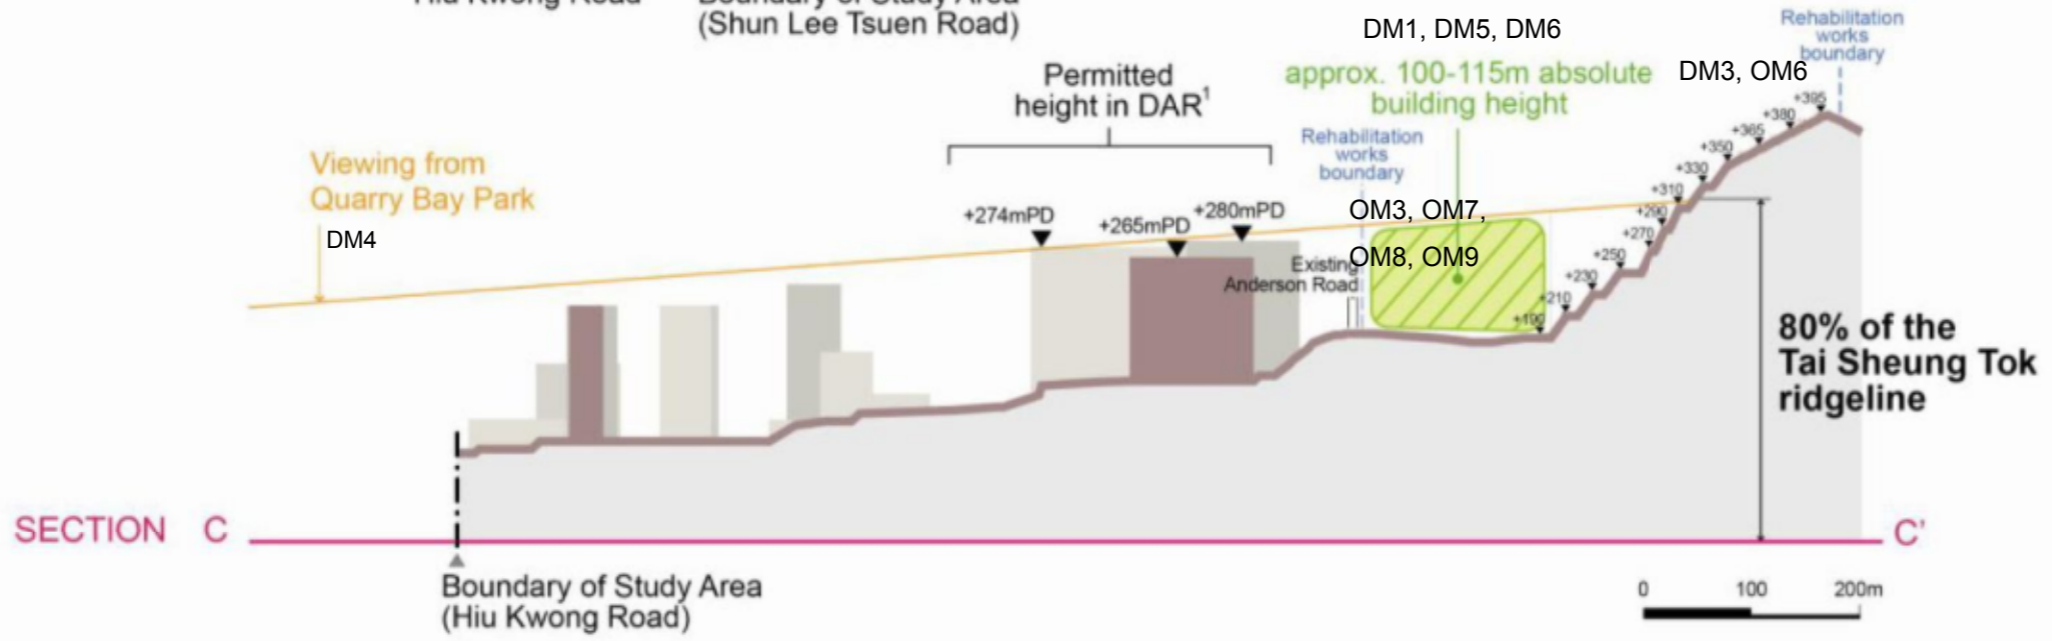 Hiu Kwong Road
Boundary of Study Area
(Shun Lee Tsuen Road)
DM1, DM5, DM6
Rehabilitation
works
boundary
Permitted
height in DAR¹
approx. 100-115m absolute
building height
DM3, OM6
Rehabilitation
works
boundary
Viewing from
Quarry Bay Park
DM4
+274mPD
+265mPD
+280mPD
OM3, OM7,
OM8, OM9
Existing
Anderson Road
+395
+380
+365
+350
+330
+310
+290
+270
+250
+230
+210
80% of the
Tai Sheung Tok
ridgeline
SECTION C
C'
Boundary of Study Area
(Hiu Kwong Road)
0 100 200m